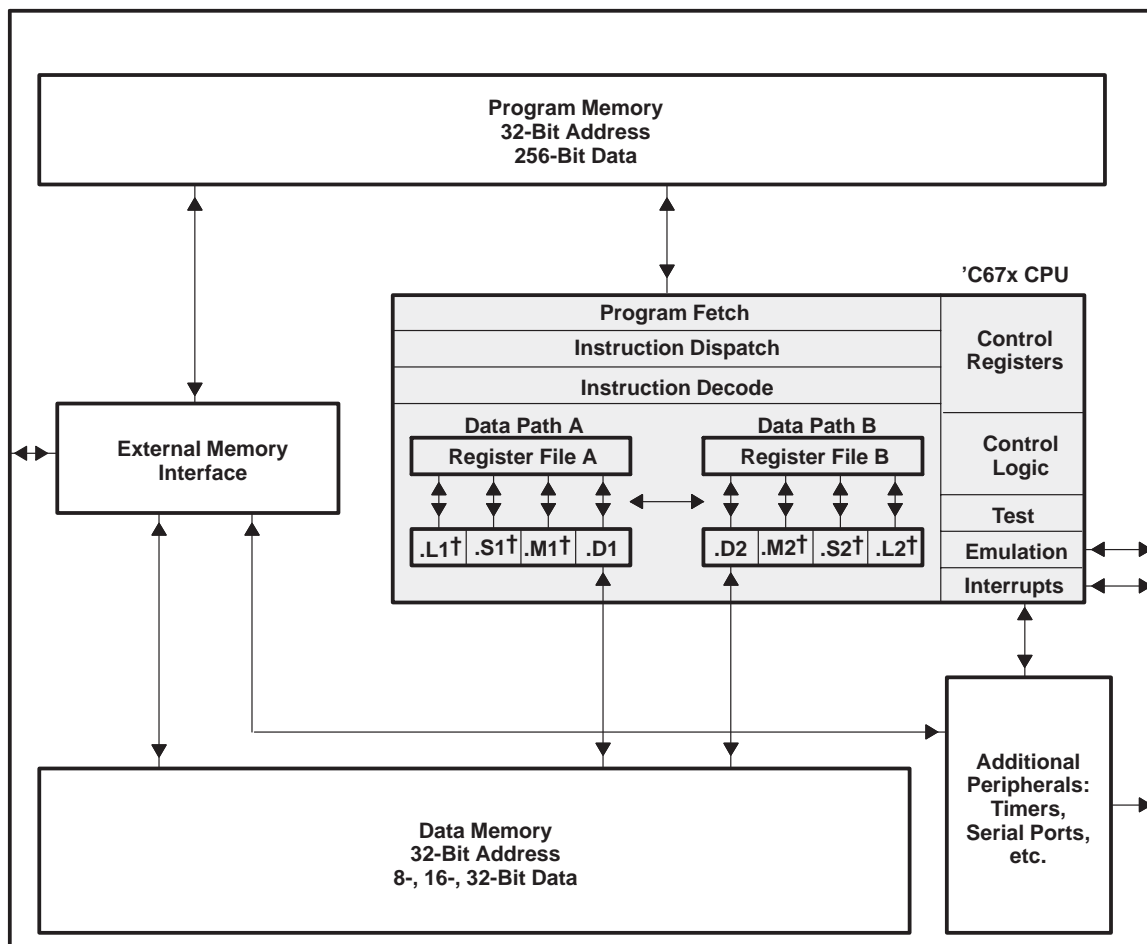 Program Memory
32-Bit Address
256-Bit Data
’C67x CPU
Program Fetch
Instruction Dispatch
Instruction Decode
Control
Registers
Data Path A
Data Path B
Register File A
Register File B
Control
Logic
External Memory
Interface
.L1† .S1† .M1† .D1
.D2 .M2† .S2† .L2†
Test
Emulation
Interrupts
Additional
Peripherals:
Timers,
Serial Ports,
etc.
Data Memory
32-Bit Address
8-, 16-, 32-Bit Data